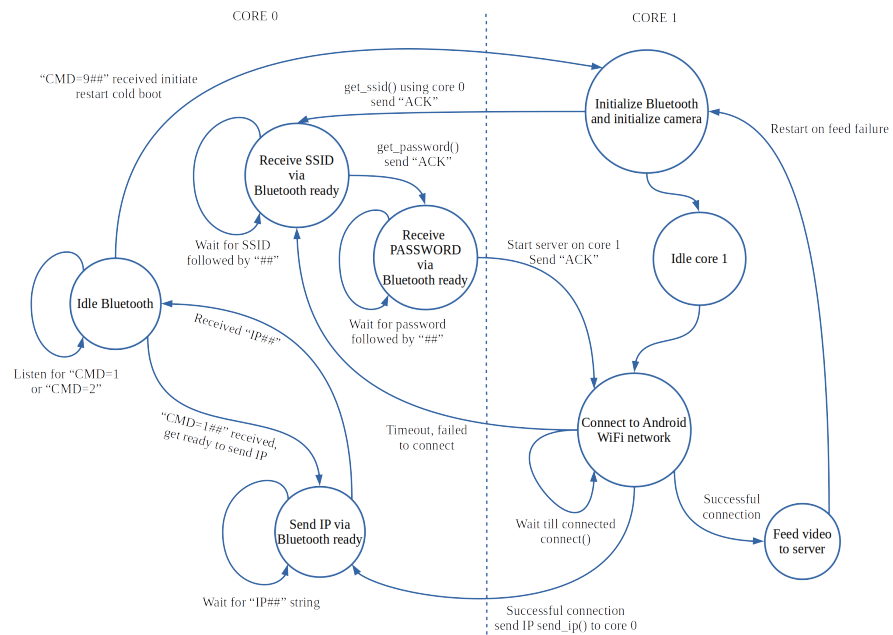 CORE 0
CORE 1
“CMD=9##” received initiate
restart cold boot
get_ssid() using core 0
send “ACK”
Initialize Bluetooth
and initialize camera
Restart on feed failure
Receive SSID
via
Bluetooth ready
get_password()
send “ACK”
Wait for SSID
followed by “##”
Receive
PASSWORD
via
Bluetooth ready
Start server on core 1
Send “ACK”
Idle core 1
Idle Bluetooth
Received “IP##”
Wait for password
followed by “##”
Listen for “CMD=1
or “CMD=2”
“CMD=1##” received,
get ready to send IP
Timeout, failed
to connect
Connect to Android
WiFi network
Wait till connected
connect()
Successful
connection
Feed video
to server
Send IP via
Bluetooth ready
Wait for “IP##” string
Successful connection
send IP send_ip() to core 0